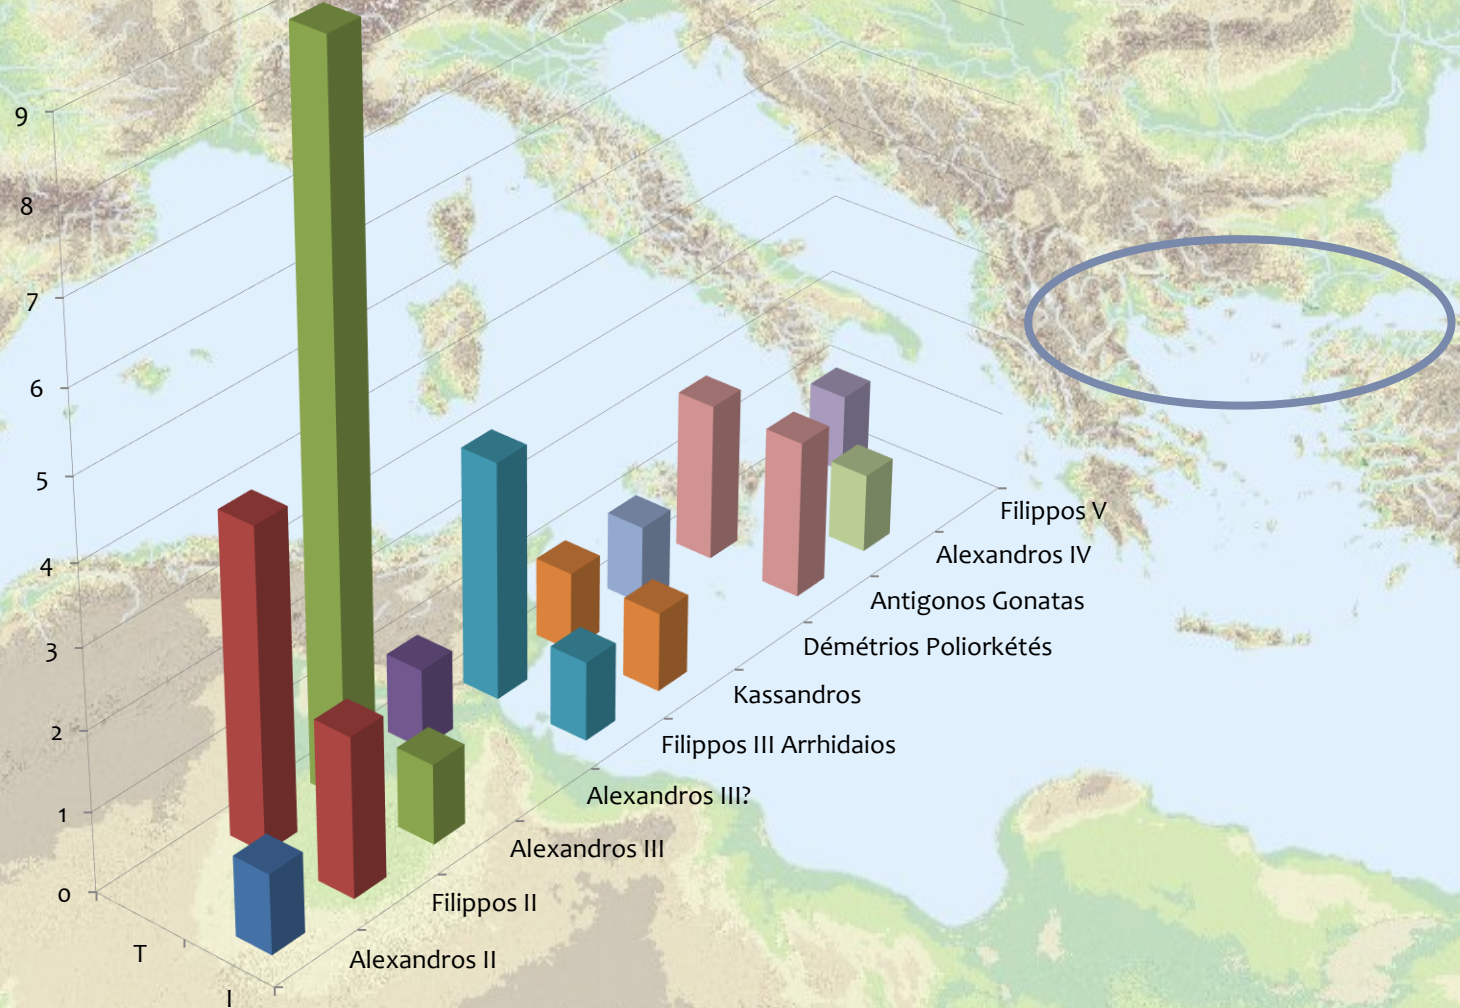 9
8
7
6
5
4
3
2
1
0
T
I
Alexandros II
Filippos II
Alexandros III
Alexandros III?
Filippos III Arrhidaios
Kassandros
Démétrios Poliorkétés
Antigonos Gonatas
Alexandros IV
Filippos V